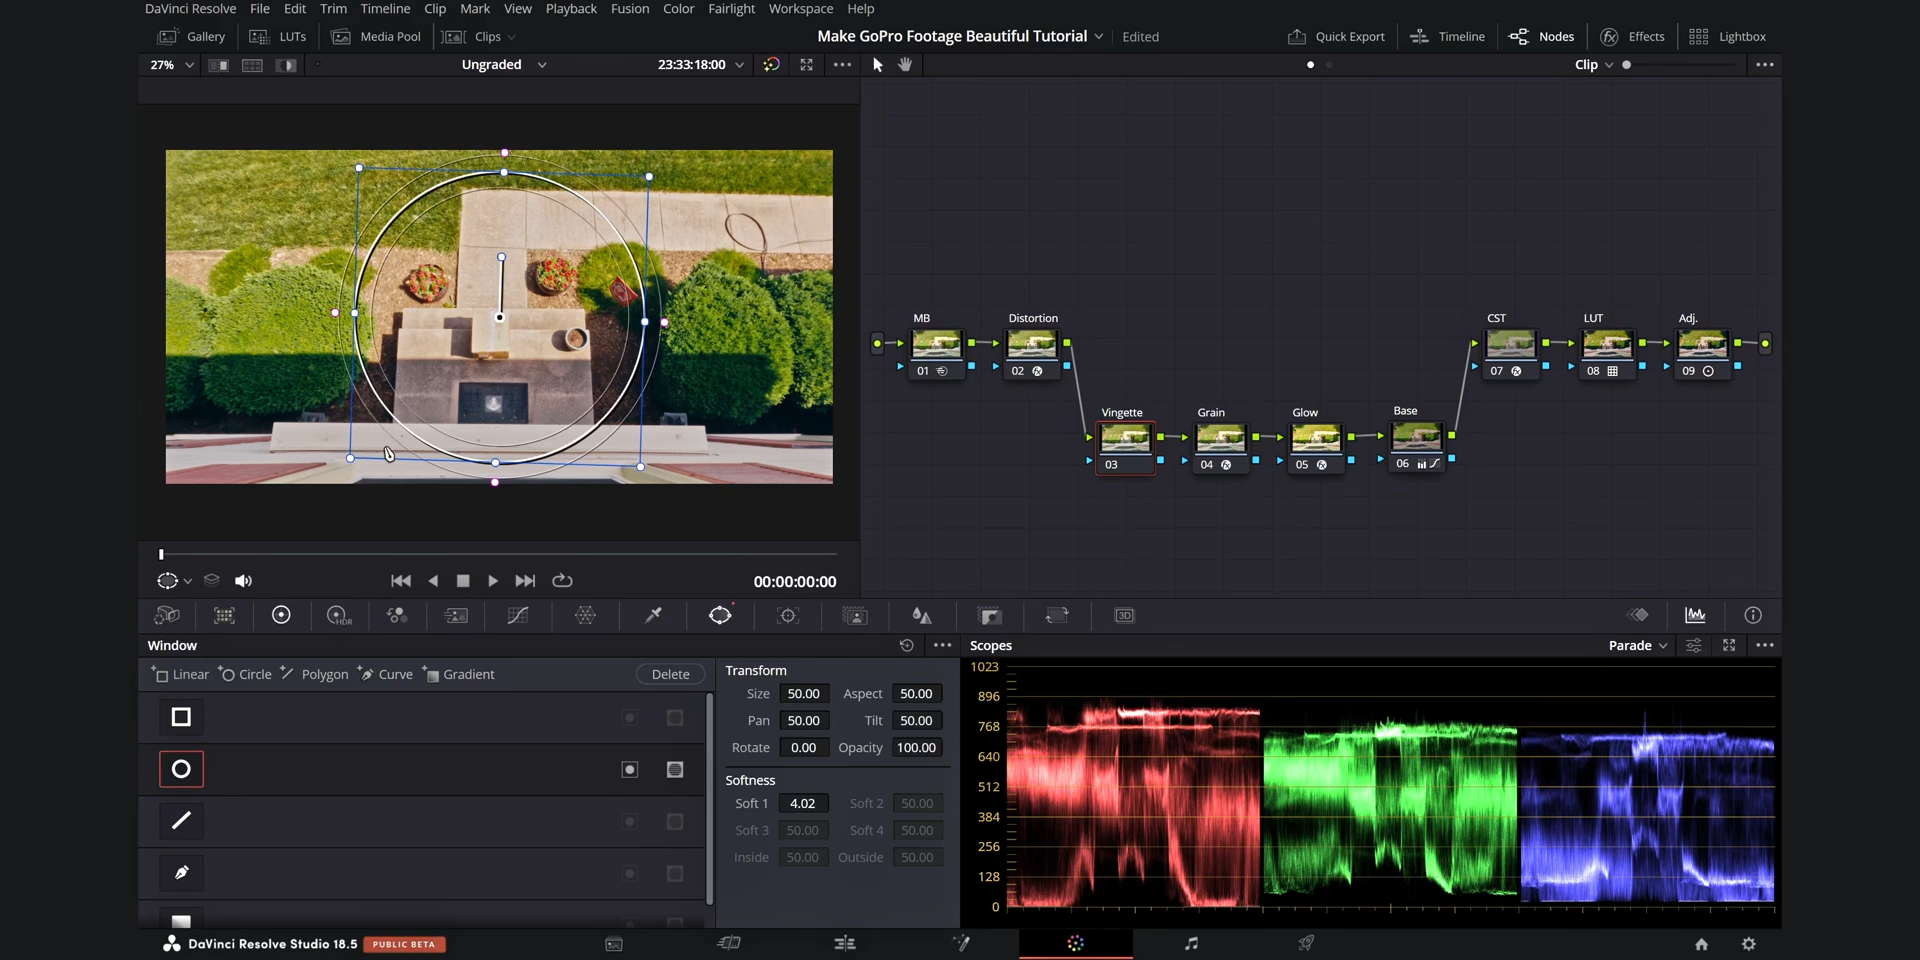 DaVinci Resolve File Edit Trim Timeline Clip Mark View Playback Fusion Color Fairlight Workspace Help
Gallery LUTs Media Pool Clips Make GoPro Footage Beautiful Tutorial Edited Quick Export Timeline Nodes Effects Lightbox
27% Ungraded 23:33:18:00 Clip
MB Distortion CST LUT Adj.
01 02 07 08 09
Vingette Grain Glow Base
03 04 05 06
00:00:00:00
HDR 3D
Window Scopes Parade
Linear Circle Polygon Curve Gradient Delete
Transform
Size 50.00 Aspect 50.00
Pan 50.00 Tilt 50.00
Rotate 0.00 Opacity 100.00
Softness
Soft 1 4.02 Soft 2 50.00
Soft 3 50.00 Soft 4 50.00
Inside 50.00 Outside 50.00
1023
896
768
640
512
384
256
128
0
DaVinci Resolve Studio 18.5 PUBLIC BETA